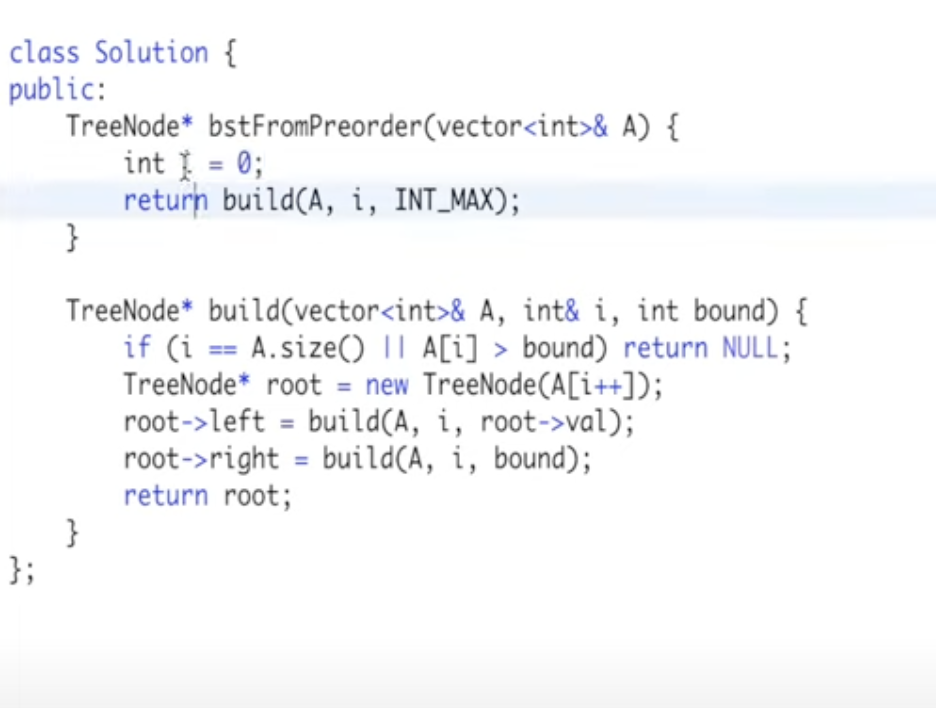 class Solution {
public:
    TreeNode* bstFromPreorder(vector<int>& A) {
        int i = 0;
        return build(A, i, INT_MAX);
    }
    TreeNode* build(vector<int>& A, int& i, int bound) {
        if (i == A.size() || A[i] > bound) return NULL;
        TreeNode* root = new TreeNode(A[i++]);
        root->left = build(A, i, root->val);
        root->right = build(A, i, bound);
        return root;
    }
};